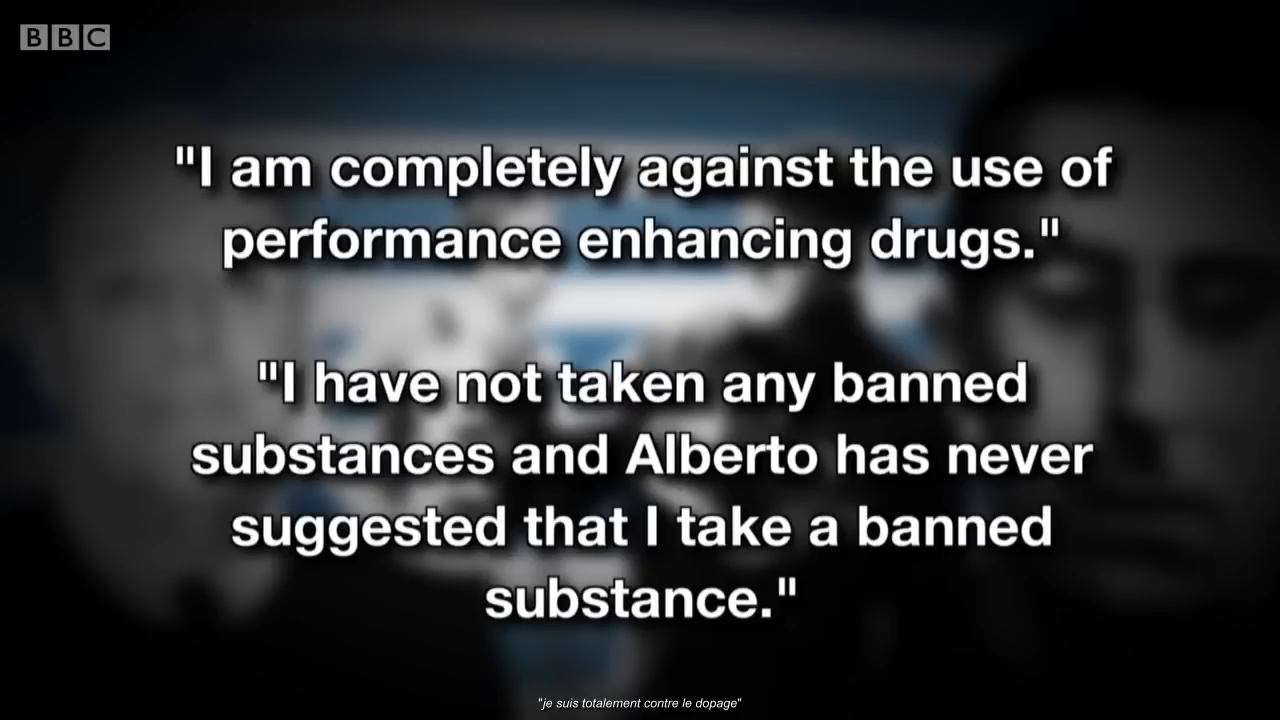 BBC
"I am completely against the use of
performance enhancing drugs."
"I have not taken any banned
substances and Alberto has never
suggested that I take a banned
substance."
"je suis totalement contre le dopage"